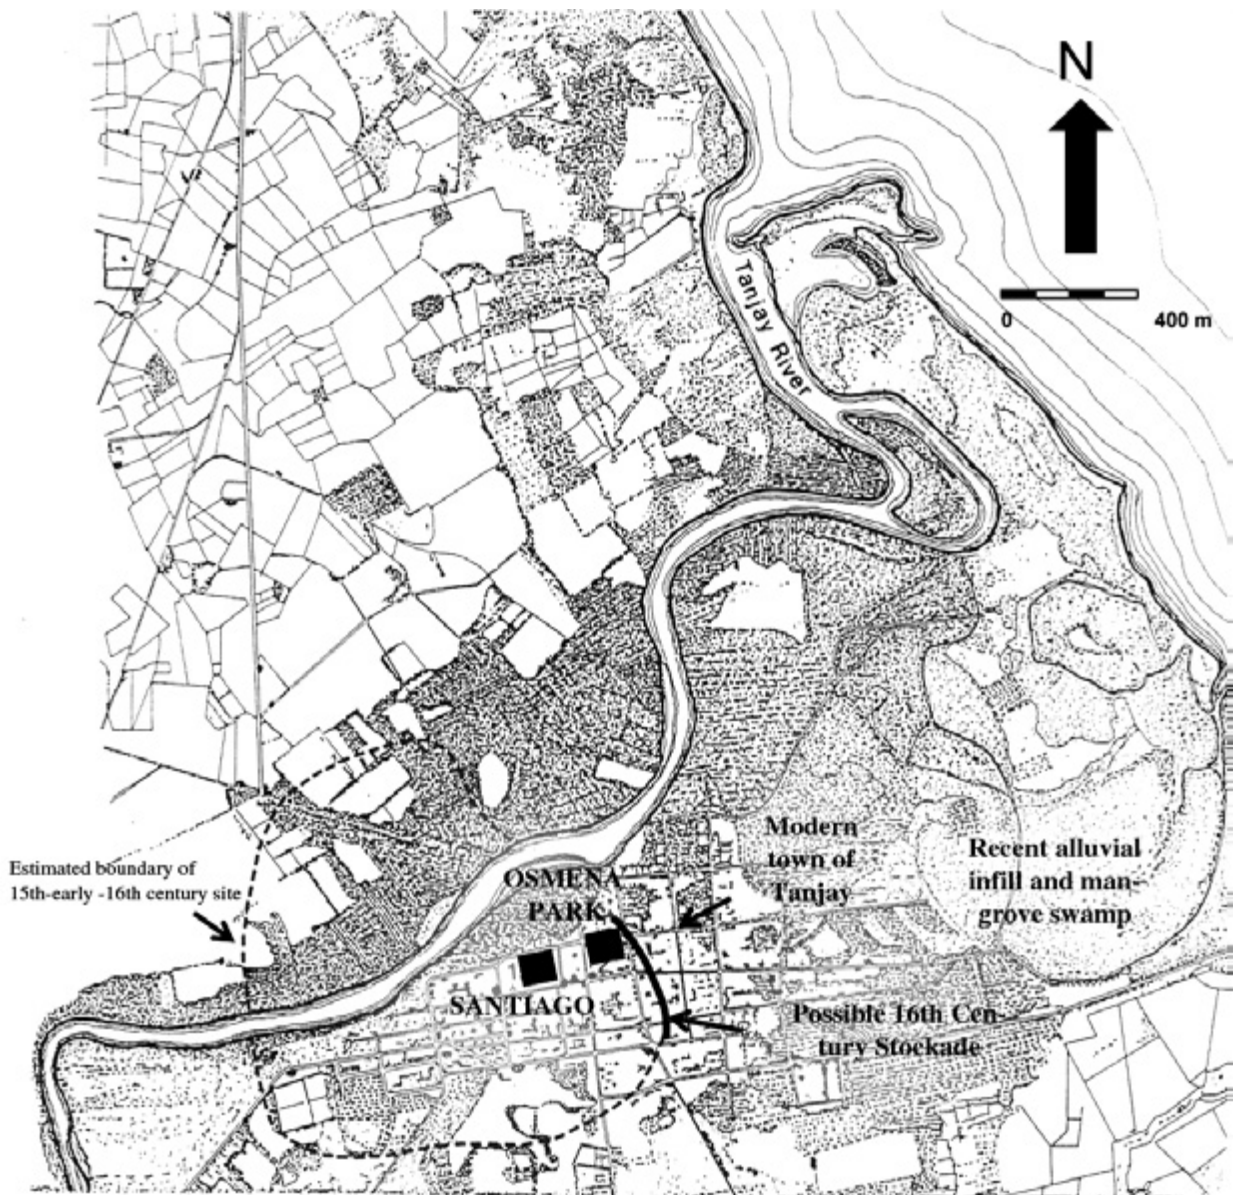 N
0 400 m
Tanjay River
Estimated boundary of
15th-early -16th century site
OSMENA
PARK
Modern
town of
Tanjay
Recent alluvial
infill and man-
grove swamp
SANTIAGO
Possible 16th Cen-
tury Stockade